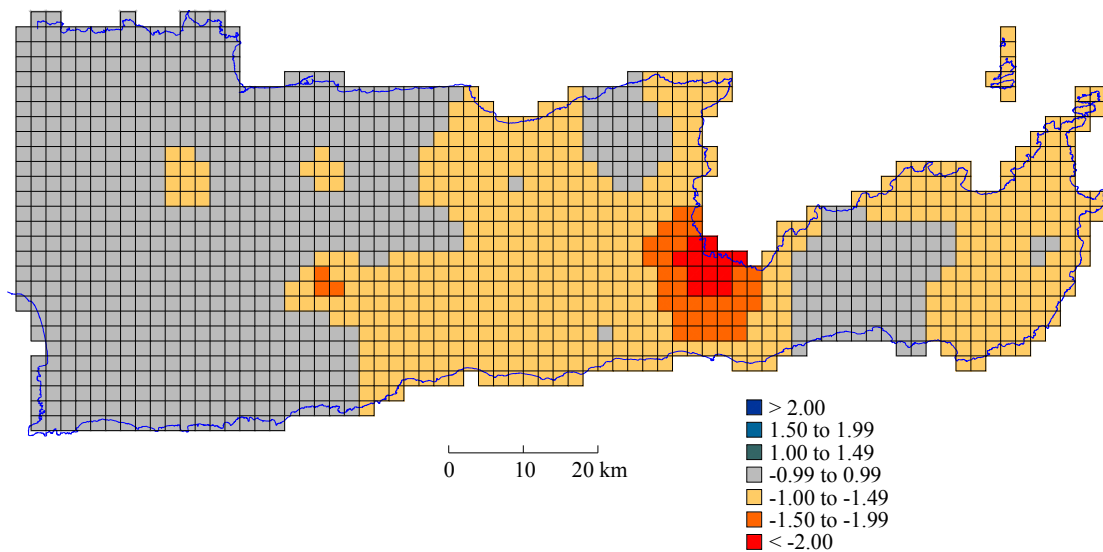 > 2.00
1.50 to 1.99
1.00 to 1.49
-0.99 to 0.99
-1.00 to -1.49
-1.50 to -1.99
< -2.00
0 10 20 km